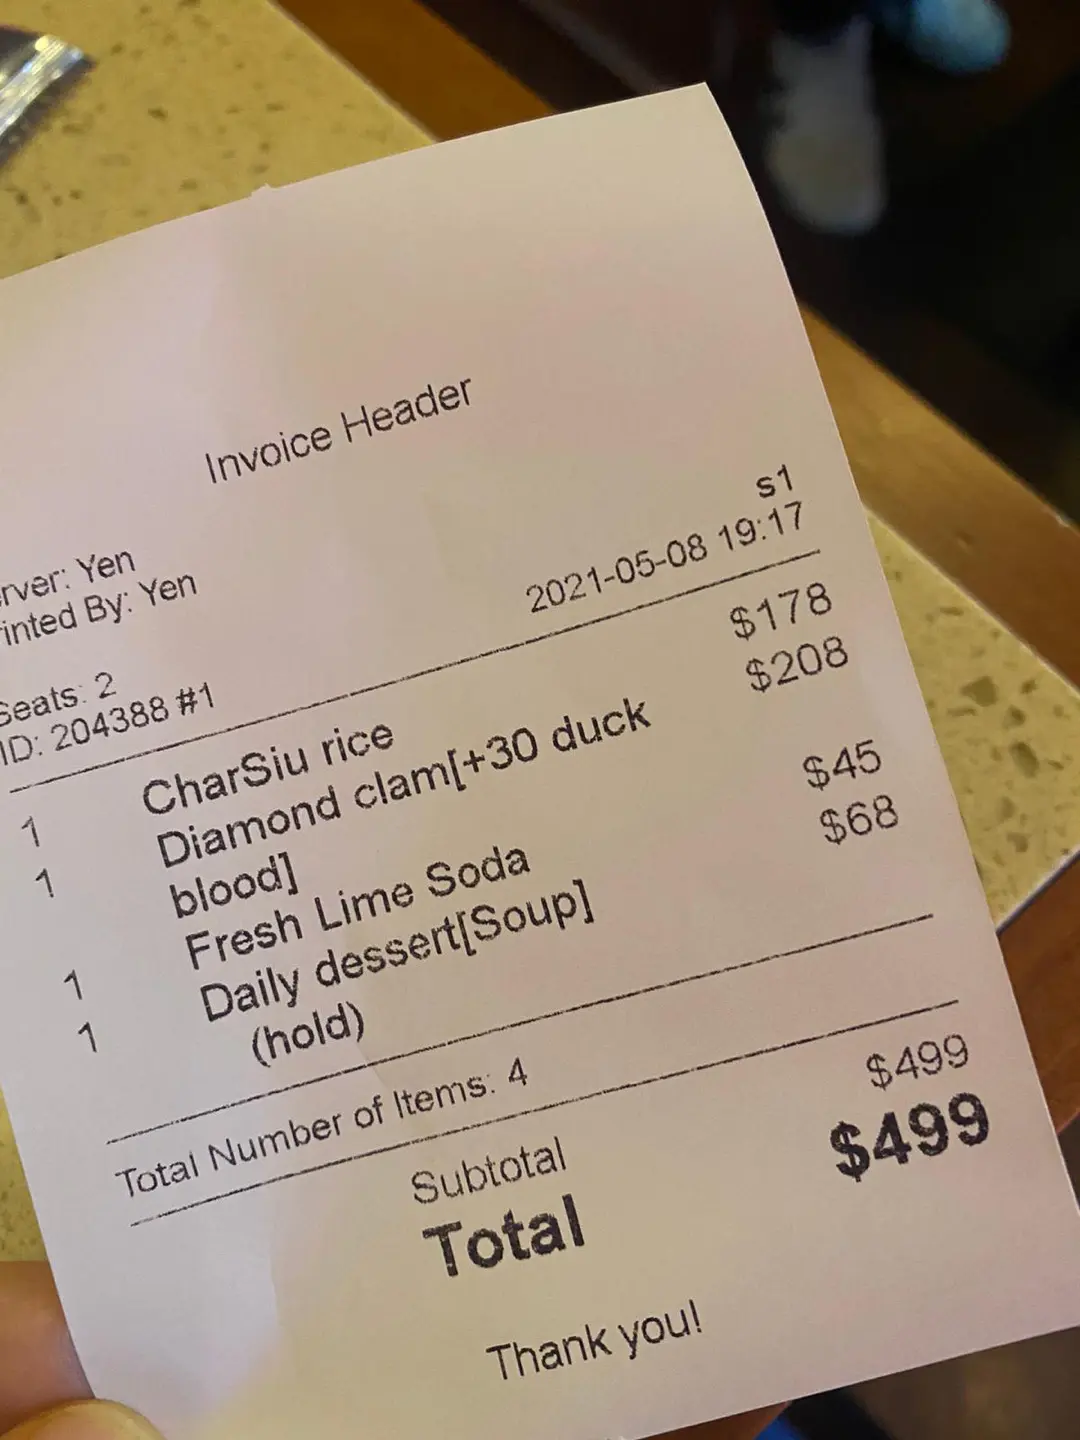 Invoice Header
s1
rver: Yen
inted By: Yen 2021-05-08 19:17
Seats: 2
ID: 204388 #1
1 CharSiu rice $178
1 Diamond clam[+30 duck $208
blood]
1 Fresh Lime Soda $45
1 Daily dessert[Soup] $68
(hold)
Total Number of Items: 4
Subtotal $499
Total $499
Thank you!